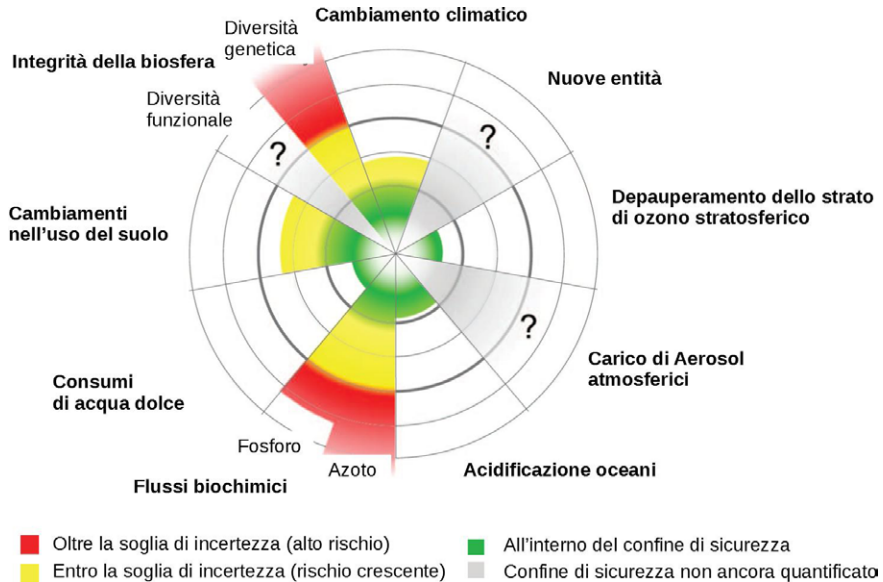 Cambiamento climatico
Diversità
genetica
Integrità della biosfera
Nuove entità
Diversità
funzionale
?
?
Cambiamenti
nell'uso del suolo
Depauperamento dello strato
di ozono stratosferico
?
Carico di Aerosol
atmosferici
Consumi
di acqua dolce
Fosforo
Azoto
Acidificazione oceani
Flussi biochimici
Oltre la soglia di incertezza (alto rischio)
All'interno del confine di sicurezza
Entro la soglia di incertezza (rischio crescente)
Confine di sicurezza non ancora quantificato